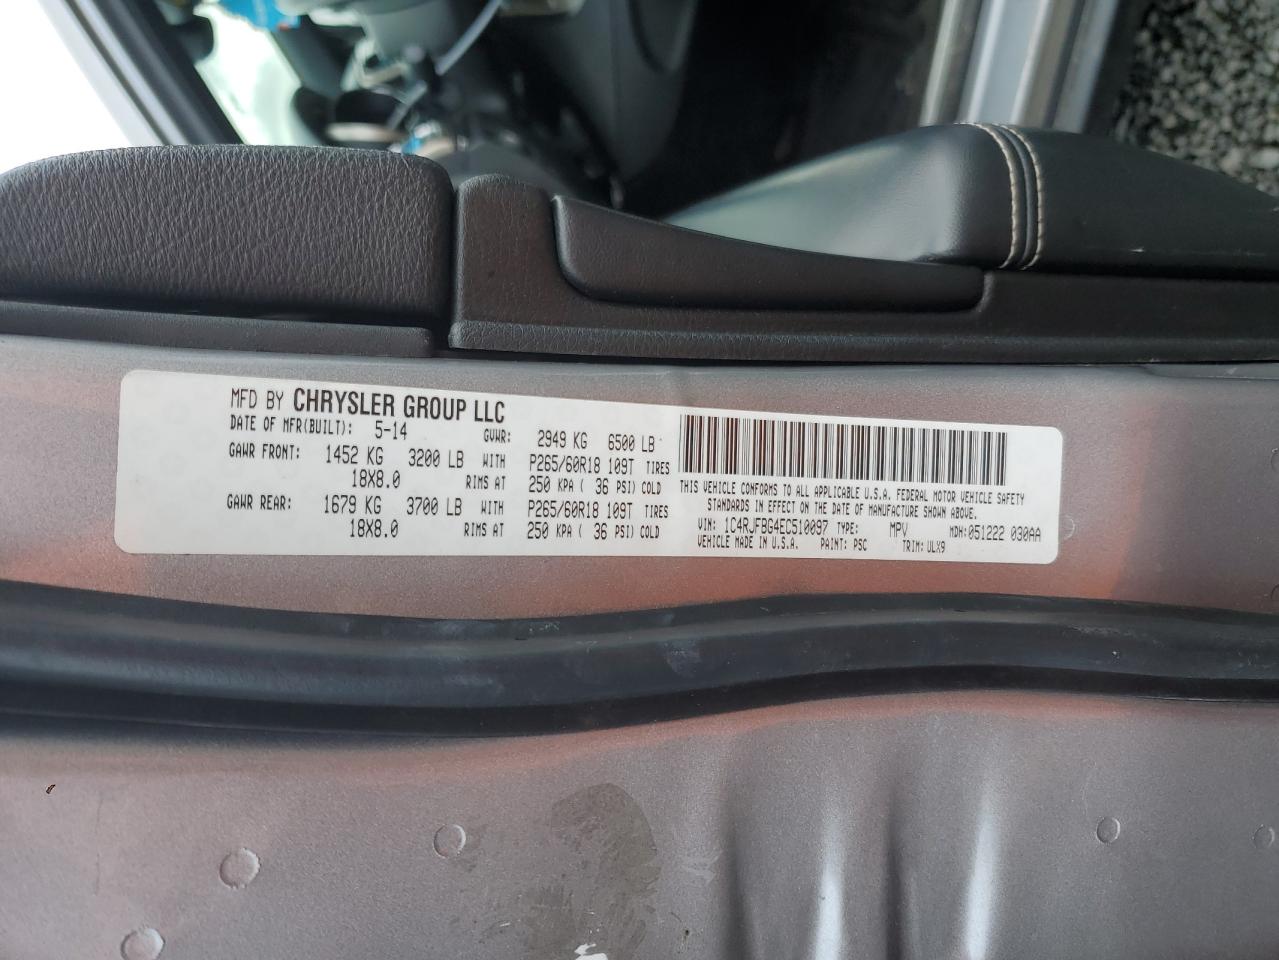 MFD BY CHRYSLER GROUP LLC
DATE OF MFR(BUILT): 5-14 GVWR: 2949 KG 6500 LB
GAWR FRONT: 1452 KG 3200 LB WITH P265/60R18 109T TIRES
18X8.0 RIMS AT 250 KPA ( 36 PSI) COLD
GAWR REAR: 1679 KG 3700 LB WITH P265/60R18 109T TIRES
18X8.0 RIMS AT 250 KPA ( 36 PSI) COLD
THIS VEHICLE CONFORMS TO ALL APPLICABLE U.S.A. FEDERAL MOTOR VEHICLE SAFETY
STANDARDS IN EFFECT ON THE DATE OF MANUFACTURE SHOWN ABOVE.
VIN: 1C4RJFBG4EC510097 TYPE: MPV MDH:051222 030AA
VEHICLE MADE IN U.S.A. PAINT: PSC TRIM: ULX9